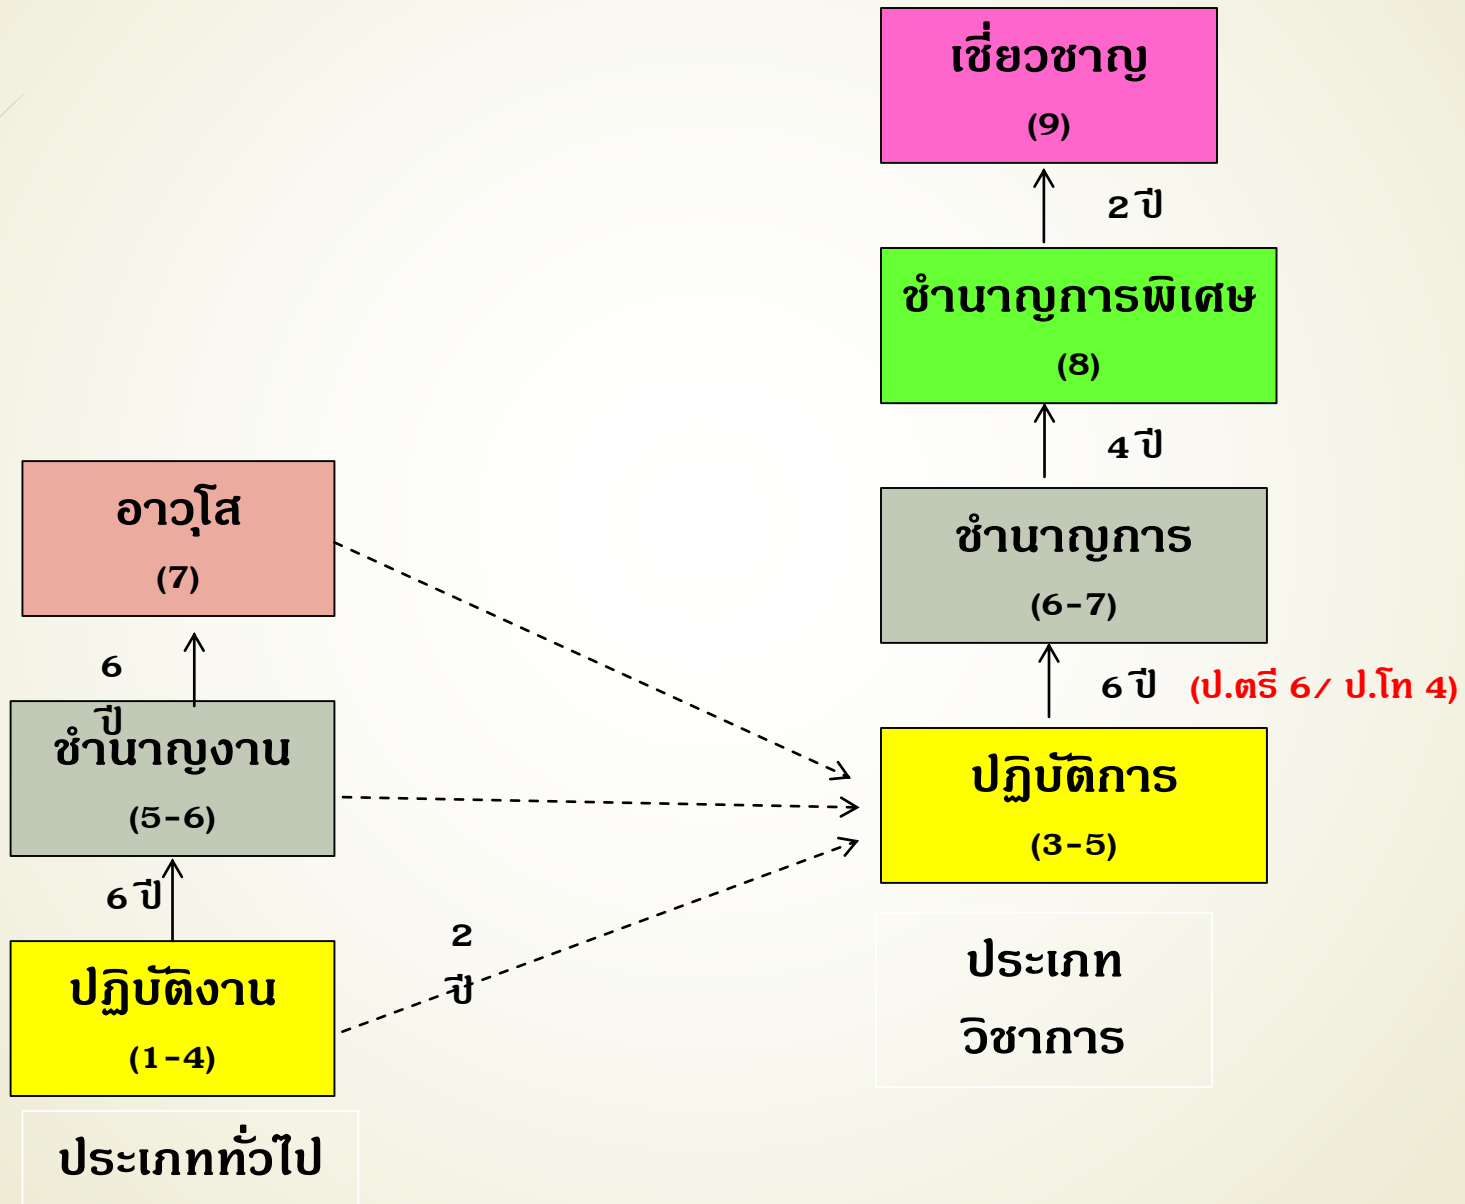 เชี่ยวชาญ
(9)
2 ปี
ชำนาญการพิเศษ
(8)
4 ปี
ชำนาญการ
(6-7)
6 ปี (ป.ตรี 6/ ป.โท 4)
ปฏิบัติการ
(3-5)
ประเภท
วิชาการ
อาวุโส
(7)
6
ปี
ชำนาญงาน
(5-6)
6 ปี
2
ปี
ปฏิบัติงาน
(1-4)
ประเภททั่วไป